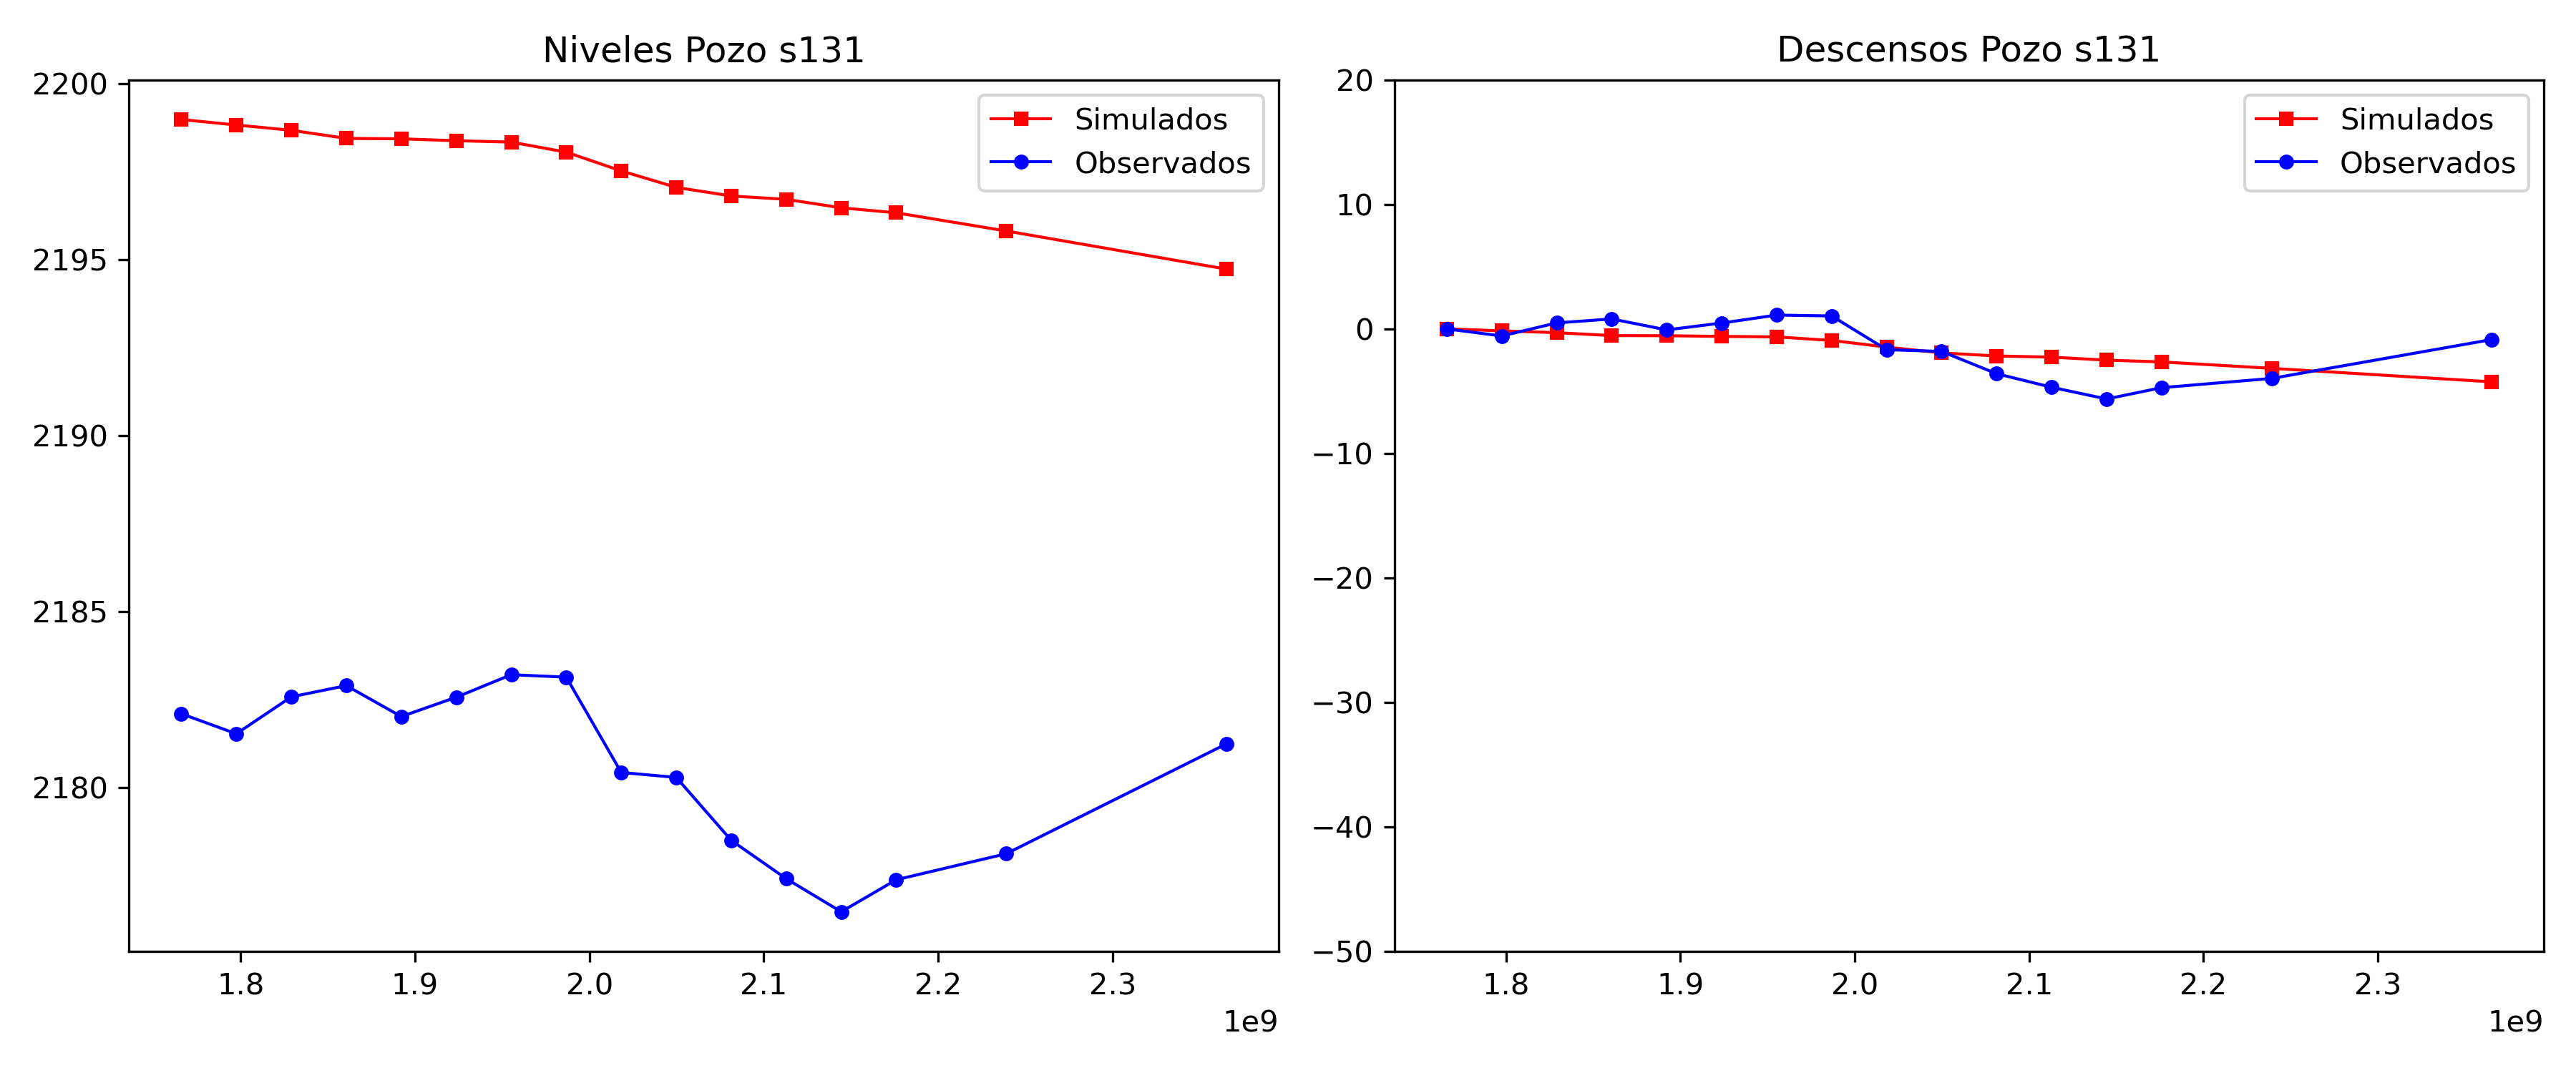 Niveles Pozo s131
2200
2195
2190
2185
2180
1.8 1.9 2.0 2.1 2.2 2.3
1e9
Simulados
Observados
Descensos Pozo s131
20
10
0
−10
−20
−30
−40
−50
1.8 1.9 2.0 2.1 2.2 2.3
1e9
Simulados
Observados